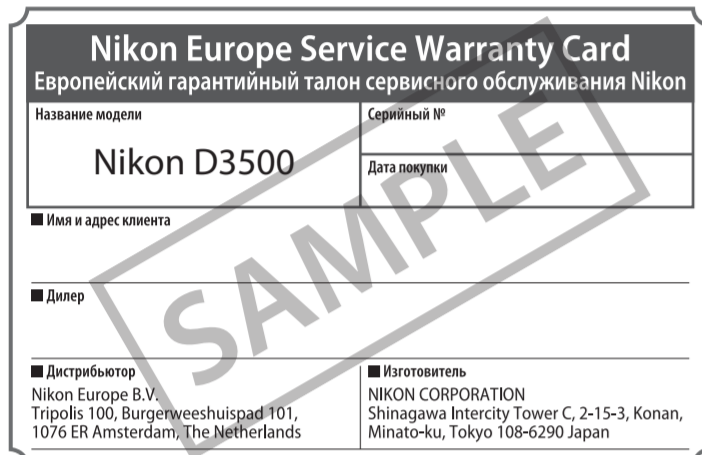 Nikon Europe Service Warranty Card
Европейский гарантийный талон сервисного обслуживания Nikon
Название модели
Nikon D3500
Серийный №
Дата покупки
Имя и адрес клиента
Дилер
Дистрибьютор
Nikon Europe B.V.
Tripolis 100, Burgerweeshuispad 101,
1076 ER Amsterdam, The Netherlands
Изготовитель
NIKON CORPORATION
Shinagawa Intercity Tower C, 2-15-3, Konan,
Minato-ku, Tokyo 108-6290 Japan
SAMPLE